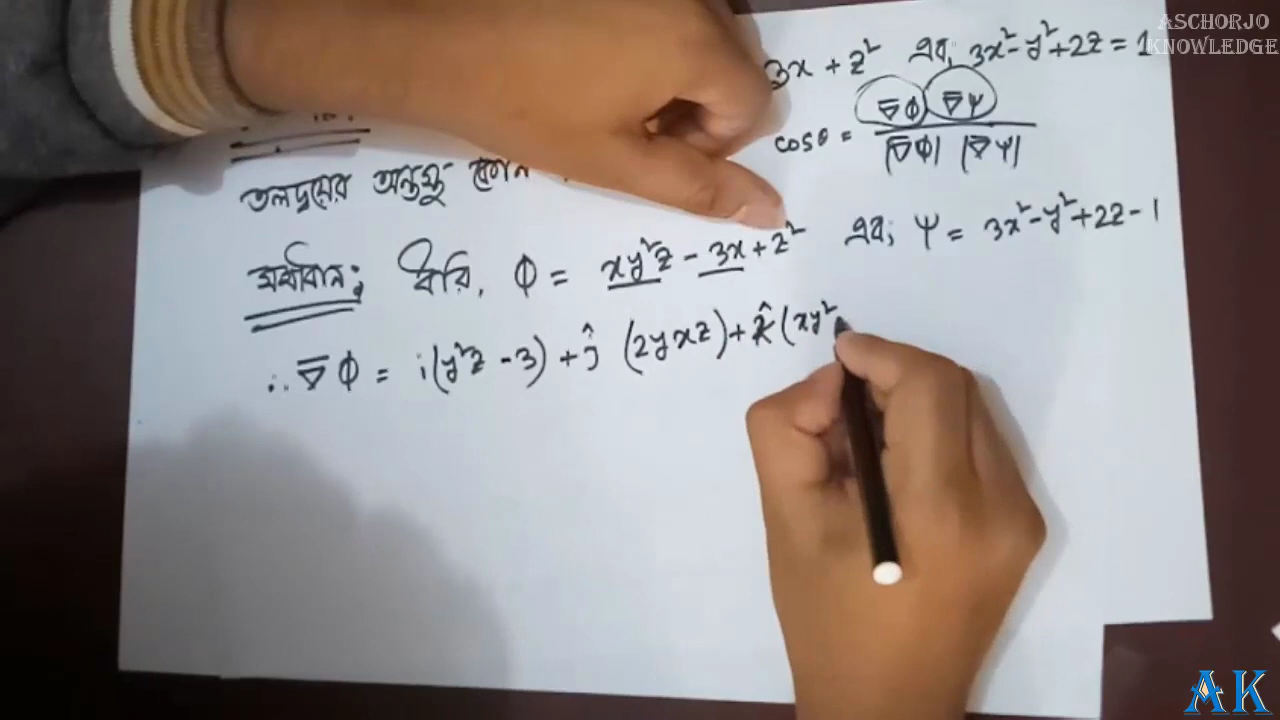 ASCHORJO
KNOWLEDGE
3x + z² এবং 3x²-y²+2z = 1
cosθ = ∇̅Φ ∇̅Ψ / |∇̅Φ| |∇̅Ψ|
তলদ্বয়ের অন্তর্ভুক্ত কোন
সমাধান: ধরি, Φ = xy²z - 3x + z² এবং Ψ = 3x²-y²+2z-1
∴ ∇̅Φ = i(y²z - 3) + ĵ (2yxz) + k̂ (xy²
AK